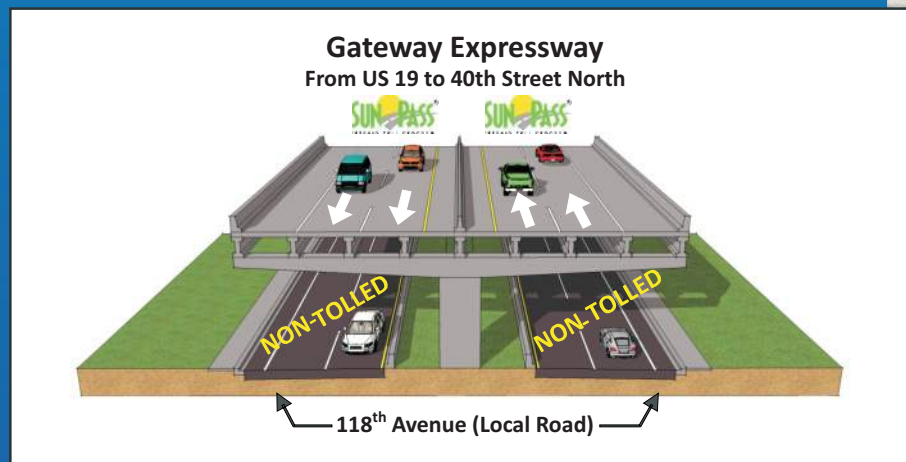 Gateway Expressway
From US 19 to 40th Street North
SUNPASS®
SUNPASS®
NON-TOLLED
NON-TOLLED
118th Avenue (Local Road)